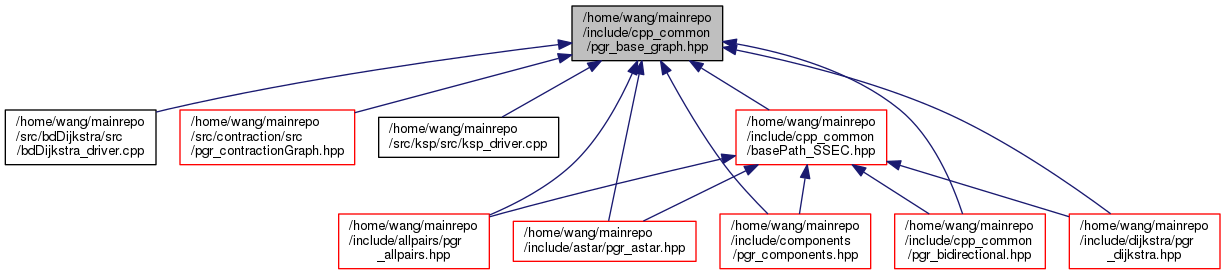 /home/wang/mainrepo
/include/cpp_common
/pgr_base_graph.hpp
/home/wang/mainrepo
/src/bdDijkstra/src
/bdDijkstra_driver.cpp
/home/wang/mainrepo
/src/contraction/src
/pgr_contractionGraph.hpp
/home/wang/mainrepo
/src/ksp/src/ksp_driver.cpp
/home/wang/mainrepo
/include/cpp_common
/basePath_SSEC.hpp
/home/wang/mainrepo
/include/allpairs/pgr
_allpairs.hpp
/home/wang/mainrepo
/include/astar/pgr_astar.hpp
/home/wang/mainrepo
/include/components
/pgr_components.hpp
/home/wang/mainrepo
/include/cpp_common
/pgr_bidirectional.hpp
/home/wang/mainrepo
/include/dijkstra/pgr
_dijkstra.hpp